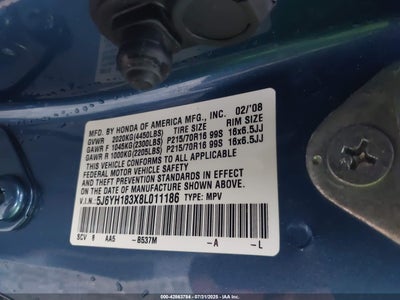 MFD. BY HONDA OF AMERICA MFG., INC. 02/'08
GVWR 2020KG(4450LBS) TIRE SIZE RIM SIZE
GAWR F 1045KG(2300LBS) P215/70R16 99S 16x6.5JJ
GAWR R 1000KG(2205LBS) P215/70R16 99S 16x6.5JJ
THIS VEHICLE CONFORMS TO ALL APPLICABLE
FEDERAL MOTOR VEHICLE SAFETY STANDARDS
IN EFFECT ON THE DATE OF MANUFACTURE SHOWN ABOVE.
V.I.N. 5J6YH183X8L011186 TYPE: MPV
SCV # AA5 -B537M -A -L
000-42663764 - 07/31/2025 - IAA Inc.